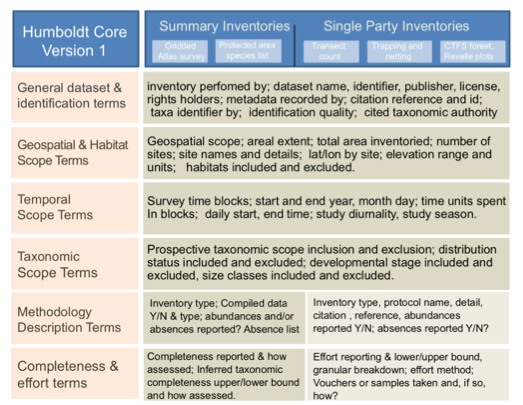 Humboldt Core
Version 1
Summary Inventories
Single Party Inventories
Gridded
Atlas survey
Protected area
species list
Transect
count
Trapping and
netting
CTFS forest,
Revelle plots
General dataset &
identification terms
inventory perfomed by; dataset name, identifier, publisher, license,
rights holders; metadata recorded by; citation reference and id;
taxa identifier by; identification quality; cited taxonomic authority
Geospatial & Habitat
Scope Terms
Geospatial scope; areal extent; total area inventoried; number of
sites; site names and details; lat/lon by site; elevation range and
units; habitats included and excluded.
Temporal
Scope Terms
Survey time blocks; start and end year, month day; time units spent
In blocks; daily start, end time; study diurnality, study season.
Taxonomic
Scope Terms
Prospective taxonomic scope inclusion and exclusion; distribution
status included and excluded; developmental stage included and
excluded, size classes included and excluded.
Methodology
Description Terms
Inventory type; Compiled data
Y/N & type; abundances and/or
absences reported? Absence list
Inventory type, protocol name, detail,
citation , reference, abundances
reported Y/N; absences reported Y/N?
Completeness &
effort terms
Completeness reported & how
assessed; Inferred taxonomic
completeness upper/lower bound
and how assessed.
Effort reporting & lower/upper bound,
granular breakdown; effort method;
Vouchers or samples taken and, if so,
how?